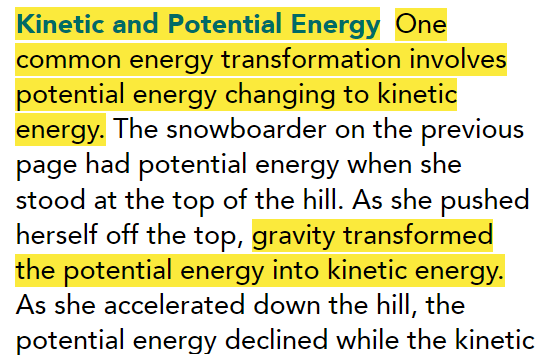 Kinetic and Potential Energy One
common energy transformation involves
potential energy changing to kinetic
energy. The snowboarder on the previous
page had potential energy when she
stood at the top of the hill. As she pushed
herself off the top, gravity transformed
the potential energy into kinetic energy.
As she accelerated down the hill, the
potential energy declined while the kinetic